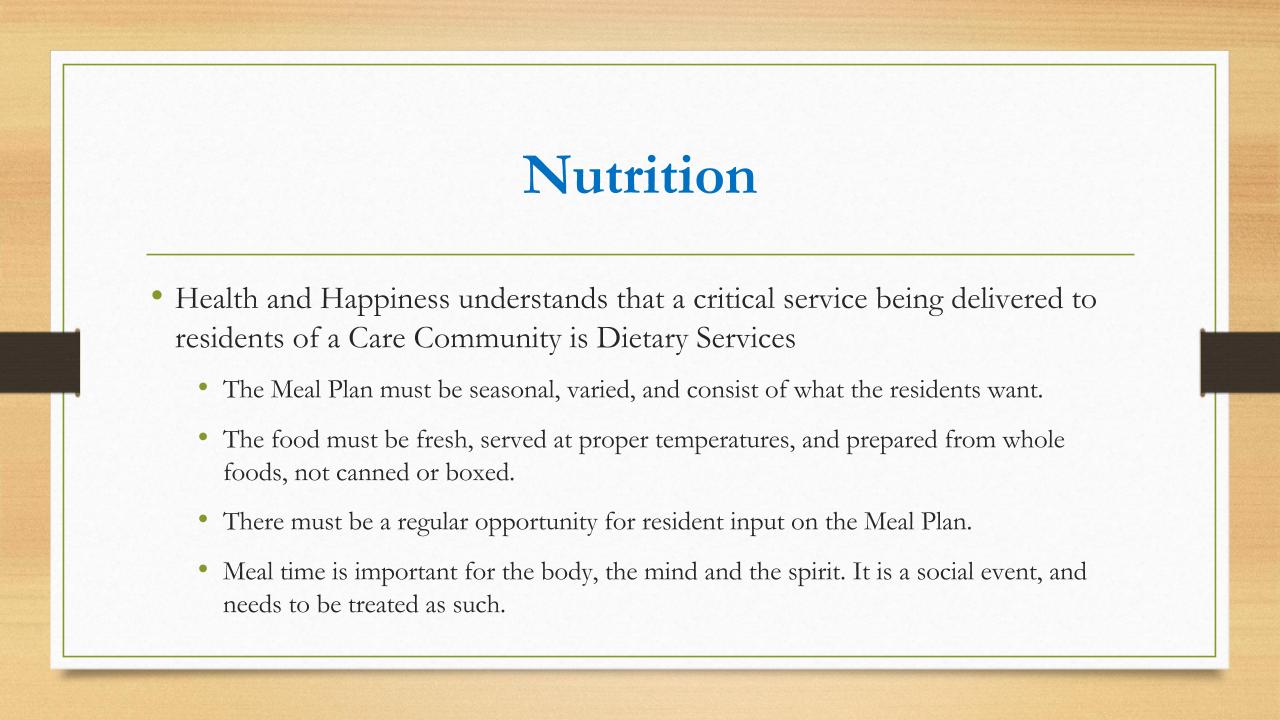 Nutrition
• Health and Happiness understands that a critical service being delivered to
residents of a Care Community is Dietary Services
• The Meal Plan must be seasonal, varied, and consist of what the residents want.
• The food must be fresh, served at proper temperatures, and prepared from whole
foods, not canned or boxed.
• There must be a regular opportunity for resident input on the Meal Plan.
• Meal time is important for the body, the mind and the spirit. It is a social event, and
needs to be treated as such.